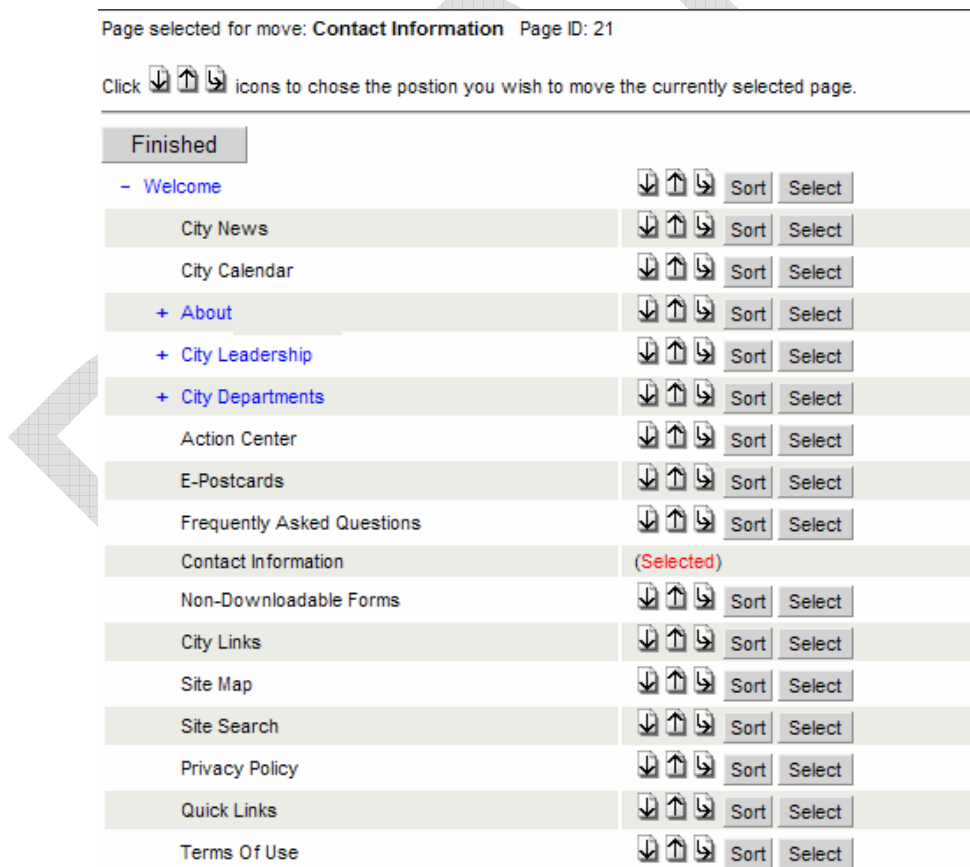 Page selected for move: Contact Information Page ID: 21
Click icons to chose the postion you wish to move the currently selected page.
Finished
− Welcome Sort Select
City News Sort Select
City Calendar Sort Select
+ About Sort Select
+ City Leadership Sort Select
+ City Departments Sort Select
Action Center Sort Select
E-Postcards Sort Select
Frequently Asked Questions Sort Select
Contact Information (Selected)
Non-Downloadable Forms Sort Select
City Links Sort Select
Site Map Sort Select
Site Search Sort Select
Privacy Policy Sort Select
Quick Links Sort Select
Terms Of Use Sort Select